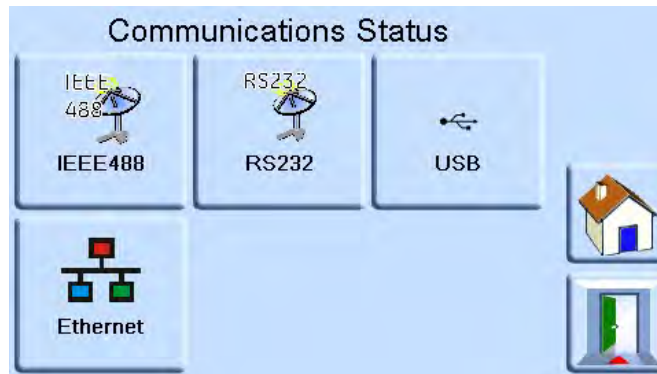 Communications Status
IEEE
488
IEEE488
RS232
RS232
USB
Ethernet